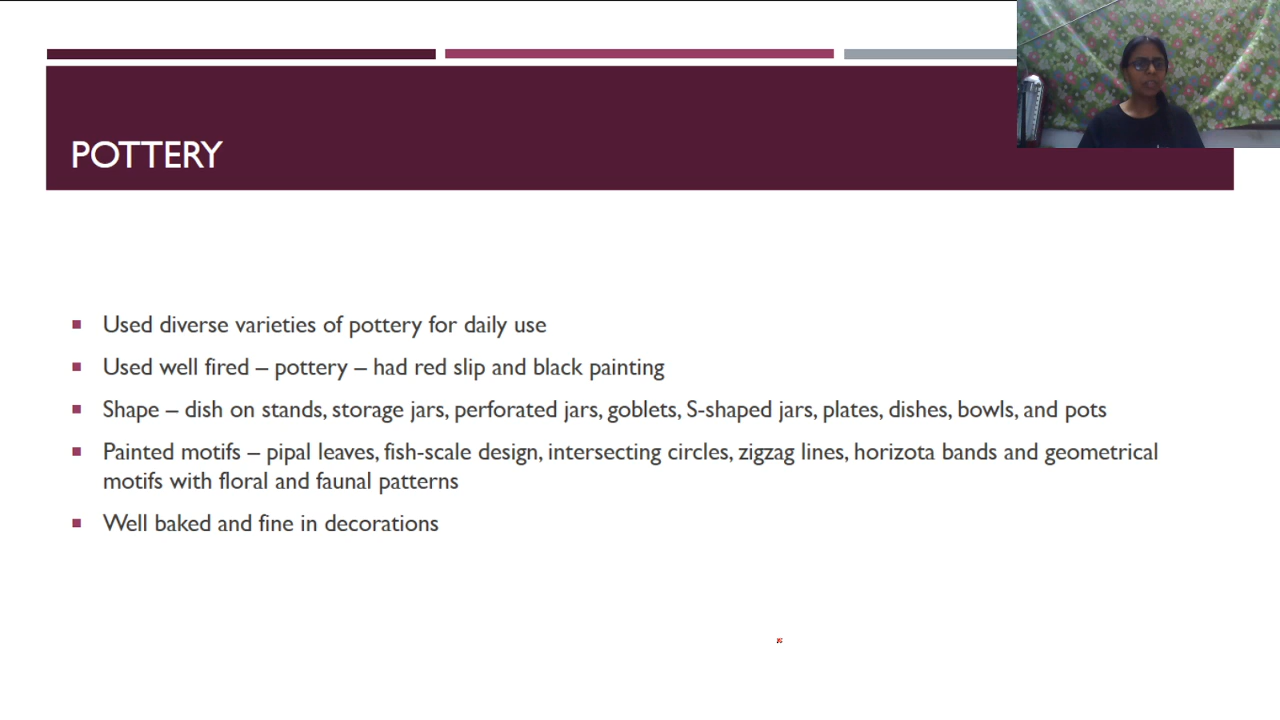 POTTERY
Used diverse varieties of pottery for daily use
Used well fired – pottery – had red slip and black painting
Shape – dish on stands, storage jars, perforated jars, goblets, S-shaped jars, plates, dishes, bowls, and pots
Painted motifs – pipal leaves, fish-scale design, intersecting circles, zigzag lines, horizota bands and geometrical
motifs with floral and faunal patterns
Well baked and fine in decorations